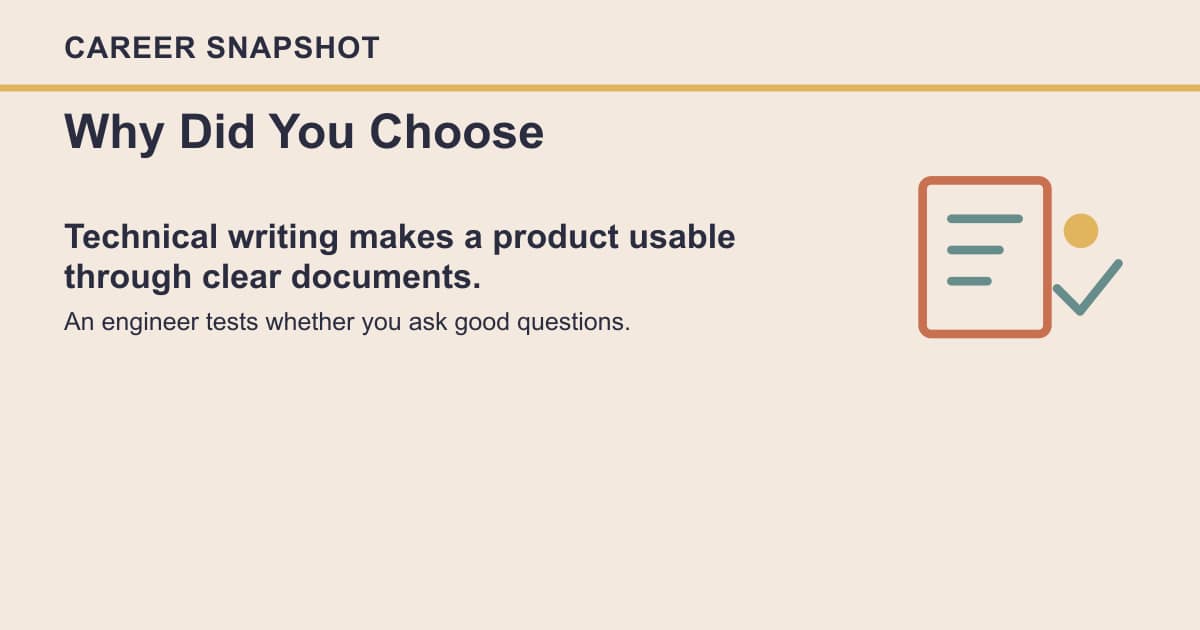 CAREER SNAPSHOT
Why Did You Choose
Technical writing makes a product usable
through clear documents.
An engineer tests whether you ask good questions.